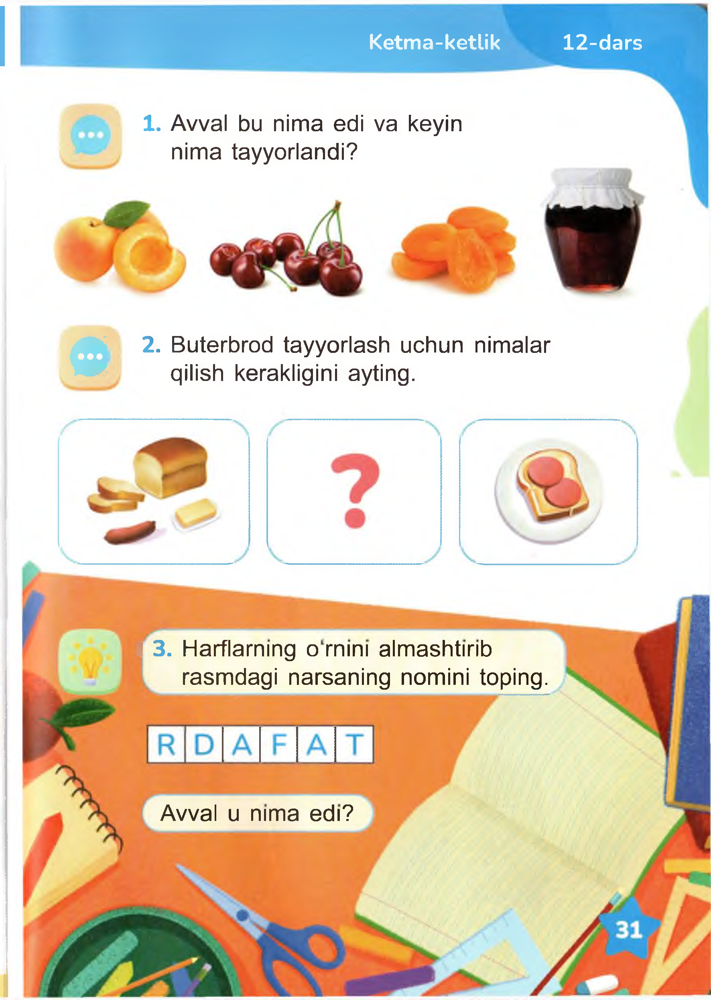 Ketma-ketlik 12-dars
1. Avval bu nima edi va keyin
nima tayyorlandi?
2. Buterbrod tayyorlash uchun nimalar
qilish kerakligini ayting.
?
3. Harflarning o‘rnini almashtirib
rasmdagi narsaning nomini toping.
R D A F A T
Avval u nima edi?
31